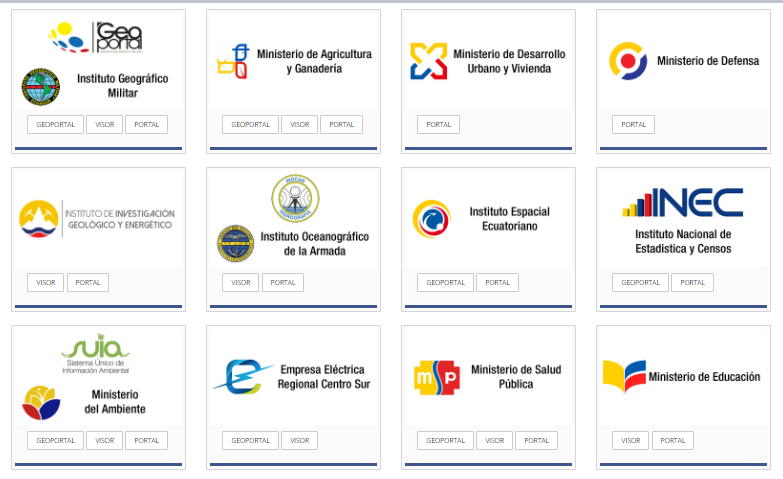 Geo
portal
Instituto Geográfico
Militar
GEOPORTAL VISOR PORTAL
Ministerio de Agricultura
y Ganadería
GEOPORTAL VISOR PORTAL
Ministerio de Desarrollo
Urbano y Vivienda
PORTAL
Ministerio de Defensa
PORTAL
INSTITUTO DE INVESTIGACIÓN
GEOLÓGICO Y ENERGÉTICO
VISOR PORTAL
INOCAR
Instituto Oceanográfico
de la Armada
VISOR PORTAL
Instituto Espacial
Ecuatoriano
GEOPORTAL PORTAL
INEC
Instituto Nacional de
Estadistica y Censos
GEOPORTAL PORTAL
suia
Sistema Único de
Información Ambiental
Ministerio
del Ambiente
GEOPORTAL VISOR PORTAL
Empresa Eléctrica
Regional Centro Sur
GEOPORTAL VISOR
msp
Ministerio de Salud
Pública
GEOPORTAL VISOR PORTAL
Ministerio de Educación
VISOR PORTAL